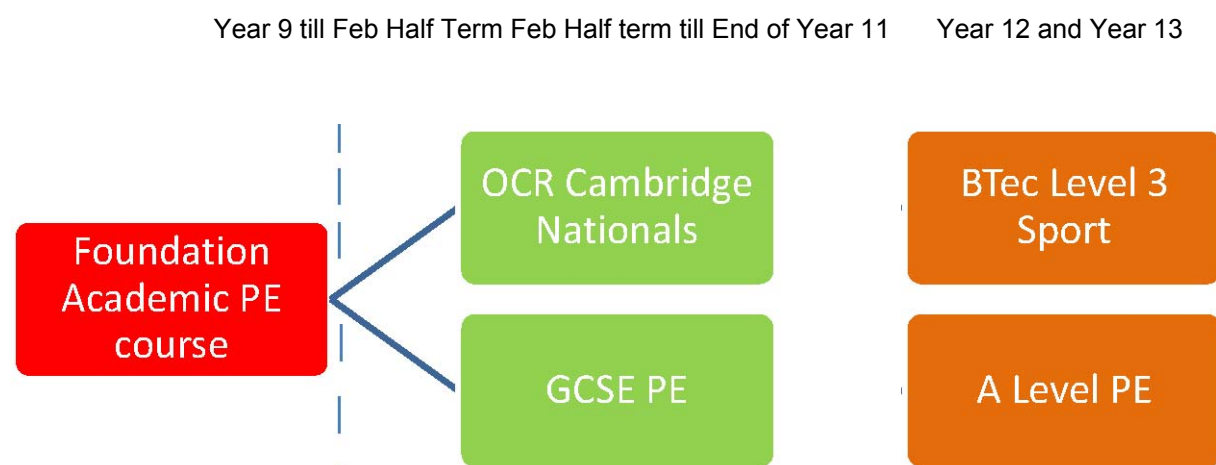 Year 9 till Feb Half Term Feb Half term till End of Year 11 Year 12 and Year 13
Foundation
Academic PE
course
OCR Cambridge
Nationals
GCSE PE
BTec Level 3
Sport
A Level PE